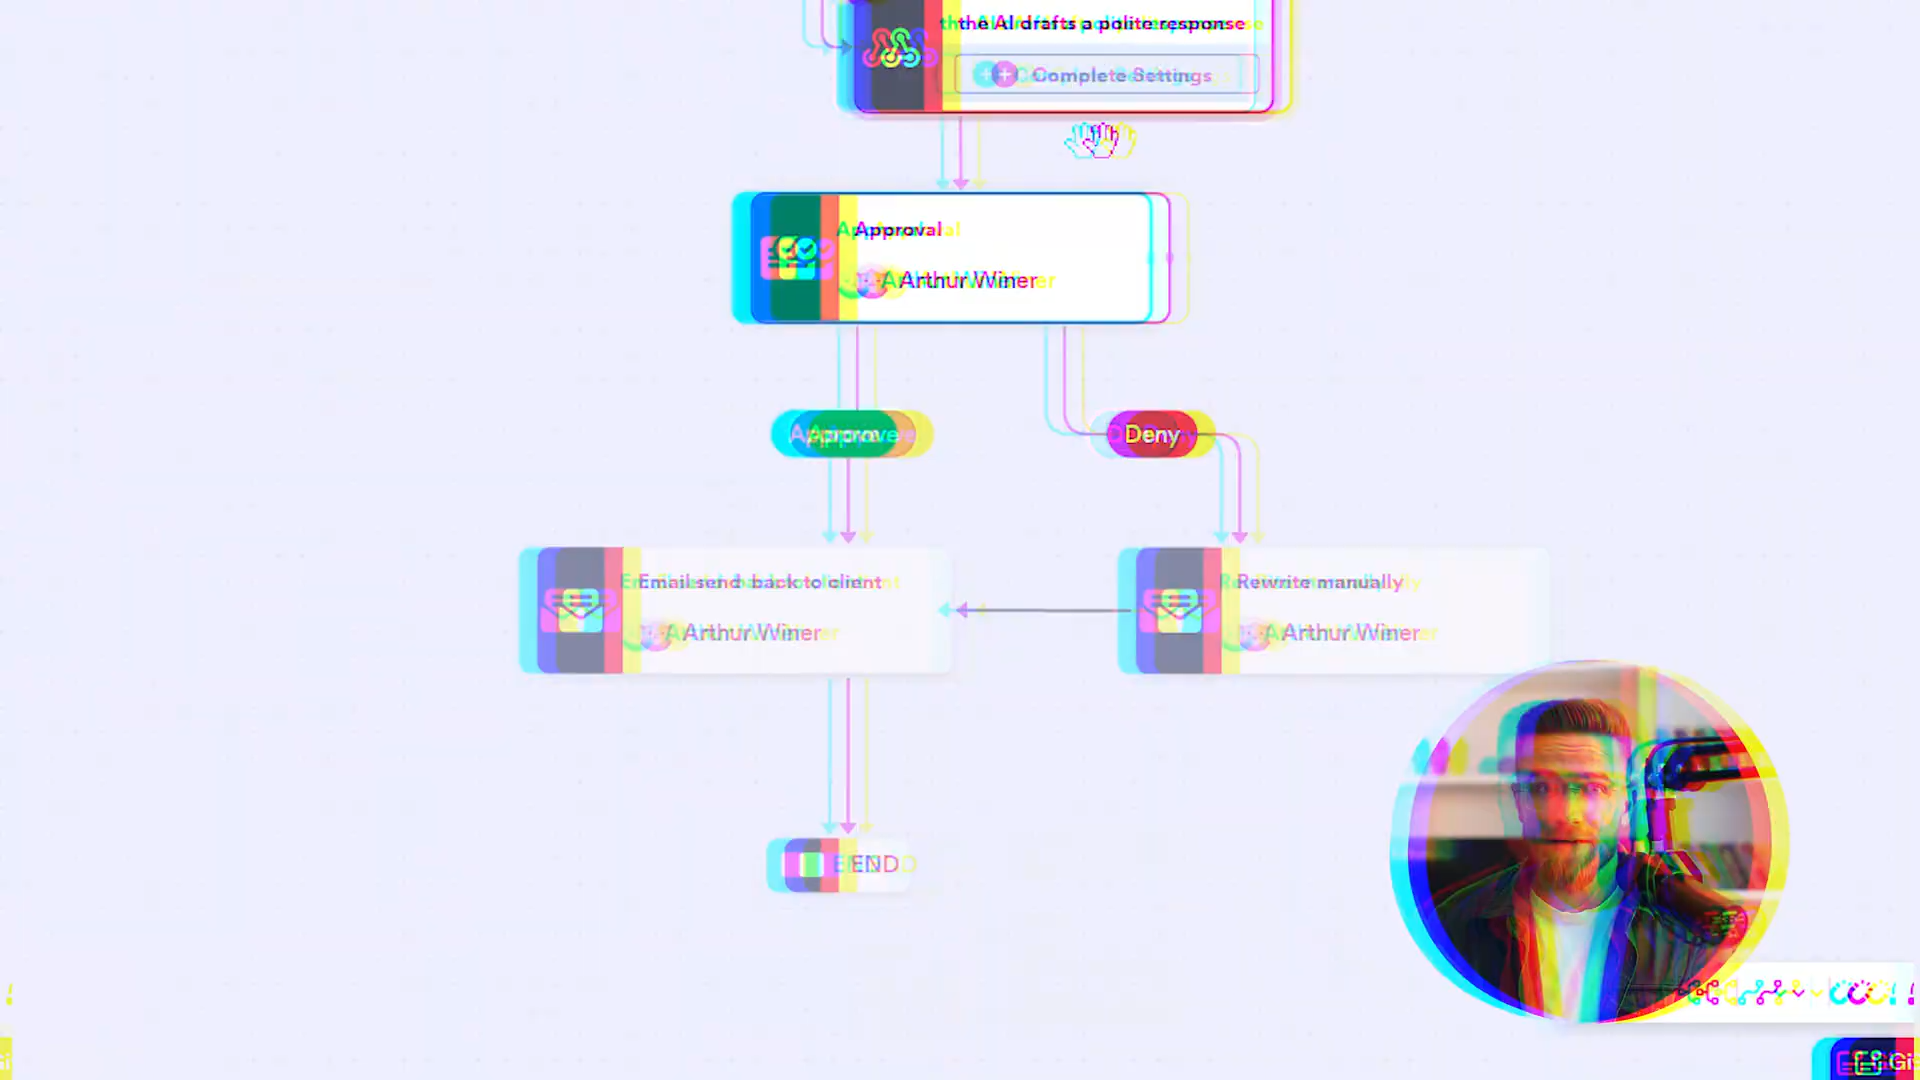 the AI drafts a polite response
Complete Settings
Approval
Arthur Winer
Approve
Deny
Email send back to client
Arthur Winer
Rewrite manually
Arthur Winer
END